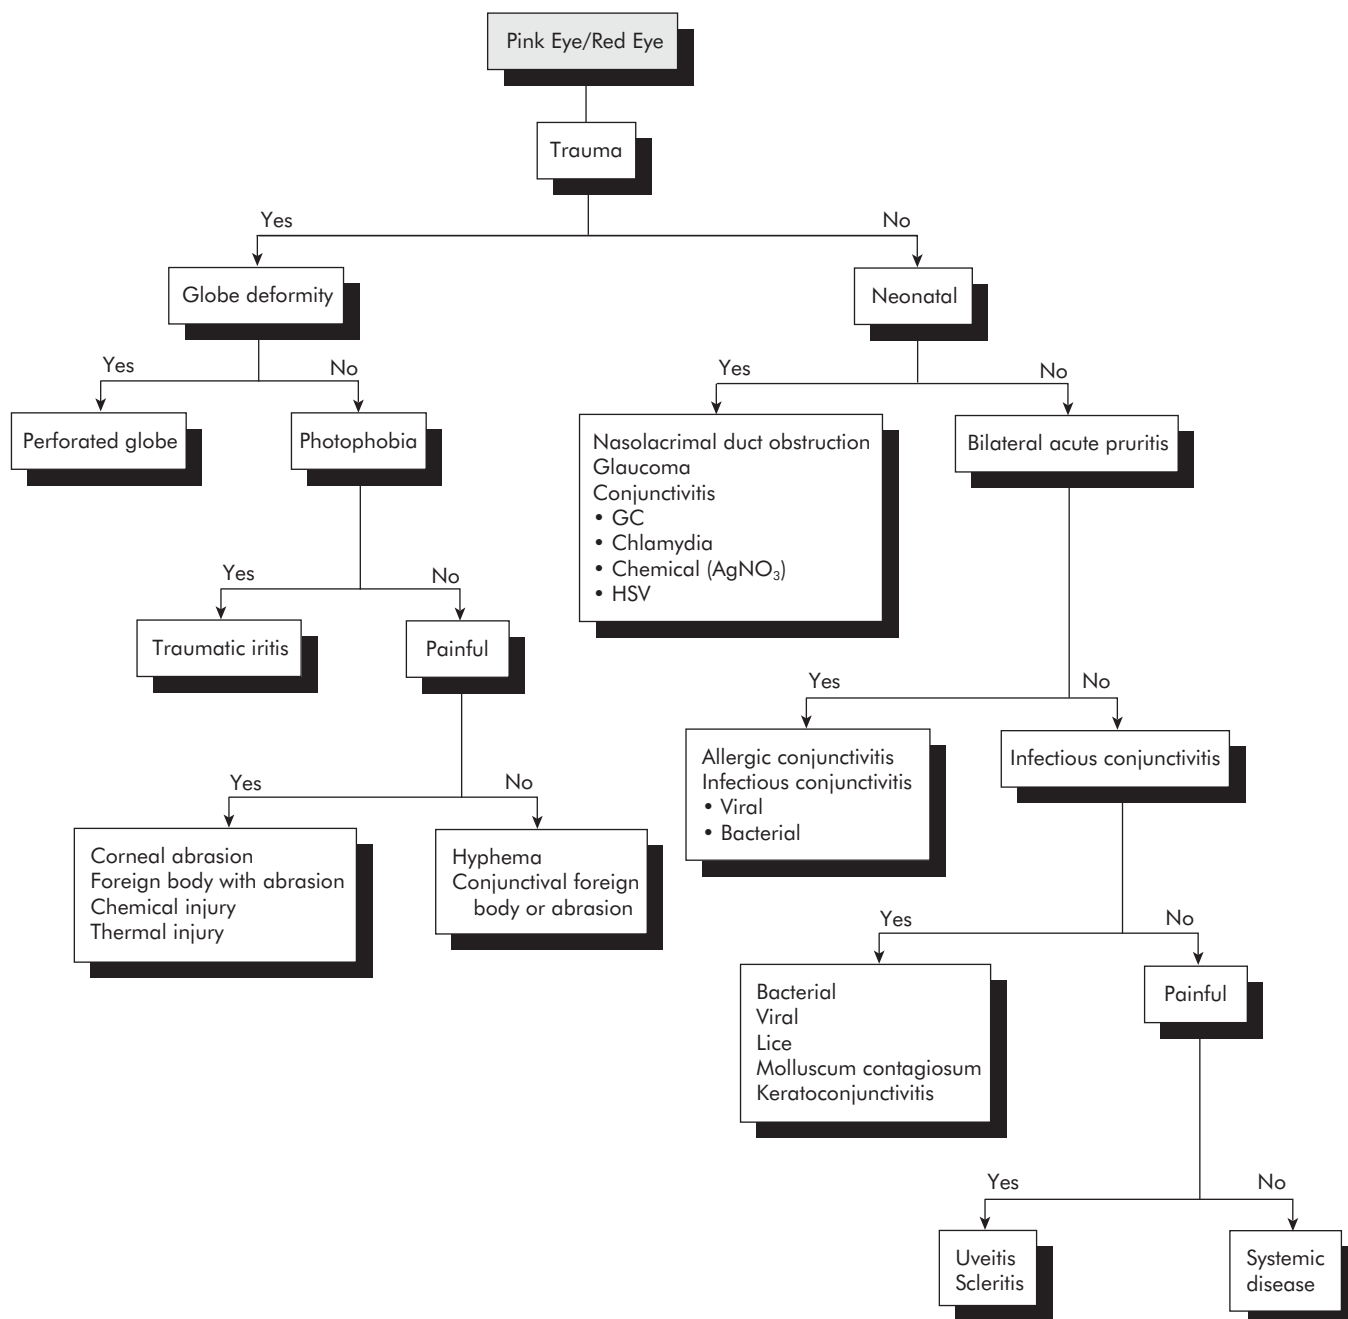 Pink Eye/Red Eye
Trauma
Yes
No
Globe deformity
Neonatal
Yes
No
Yes
No
Perforated globe
Photophobia
Nasolacrimal duct obstruction
Glaucoma
Conjunctivitis
• GC
• Chlamydia
• Chemical (AgNO₃)
• HSV
Bilateral acute pruritis
Yes
No
Traumatic iritis
Painful
Yes
No
Allergic conjunctivitis
Infectious conjunctivitis
• Viral
• Bacterial
Infectious conjunctivitis
Yes
No
Corneal abrasion
Foreign body with abrasion
Chemical injury
Thermal injury
Hyphema
Conjunctival foreign
body or abrasion
Yes
No
Bacterial
Viral
Lice
Molluscum contagiosum
Keratoconjunctivitis
Painful
Yes
No
Uveitis
Scleritis
Systemic
disease